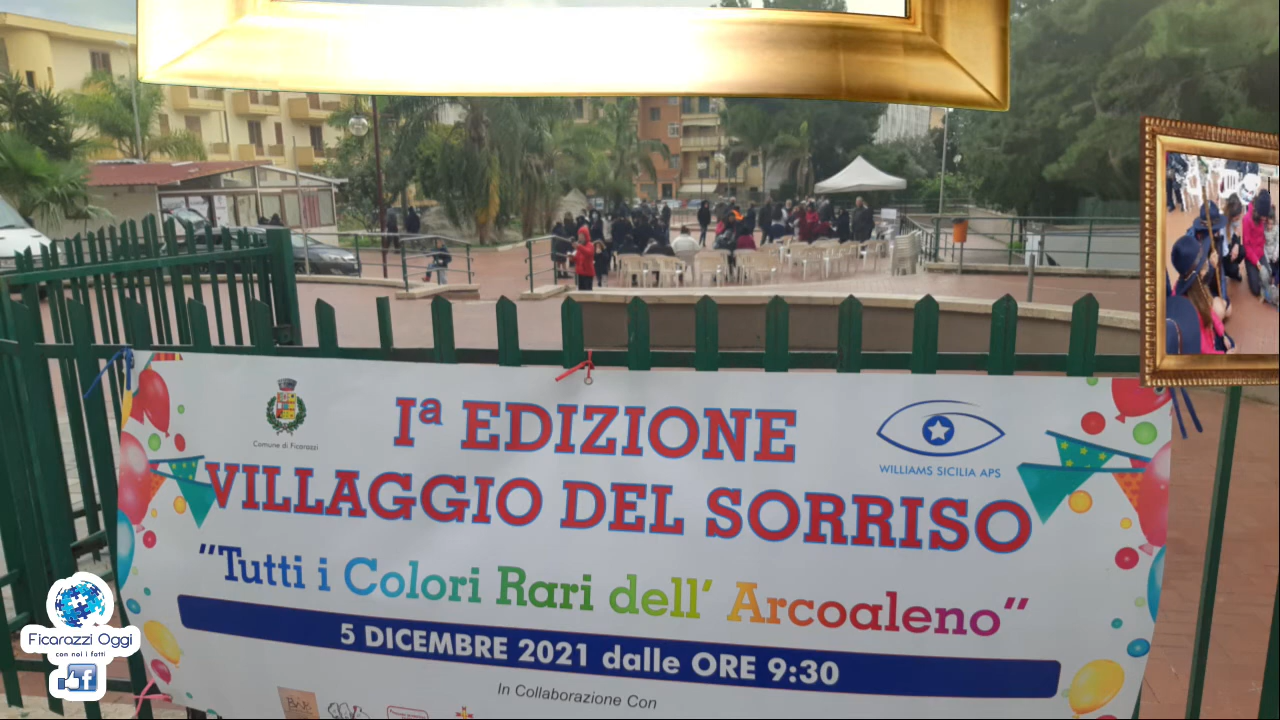 Comune di Ficarazzi
Iª EDIZIONE
WILLIAMS SICILIA APS
VILLAGGIO DEL SORRISO
"Tutti i Colori Rari dell' Arcoaleno"
5 DICEMBRE 2021 dalle ORE 9:30
In Collaborazione Con
Ficarazzi Oggi
con noi i fatti
f